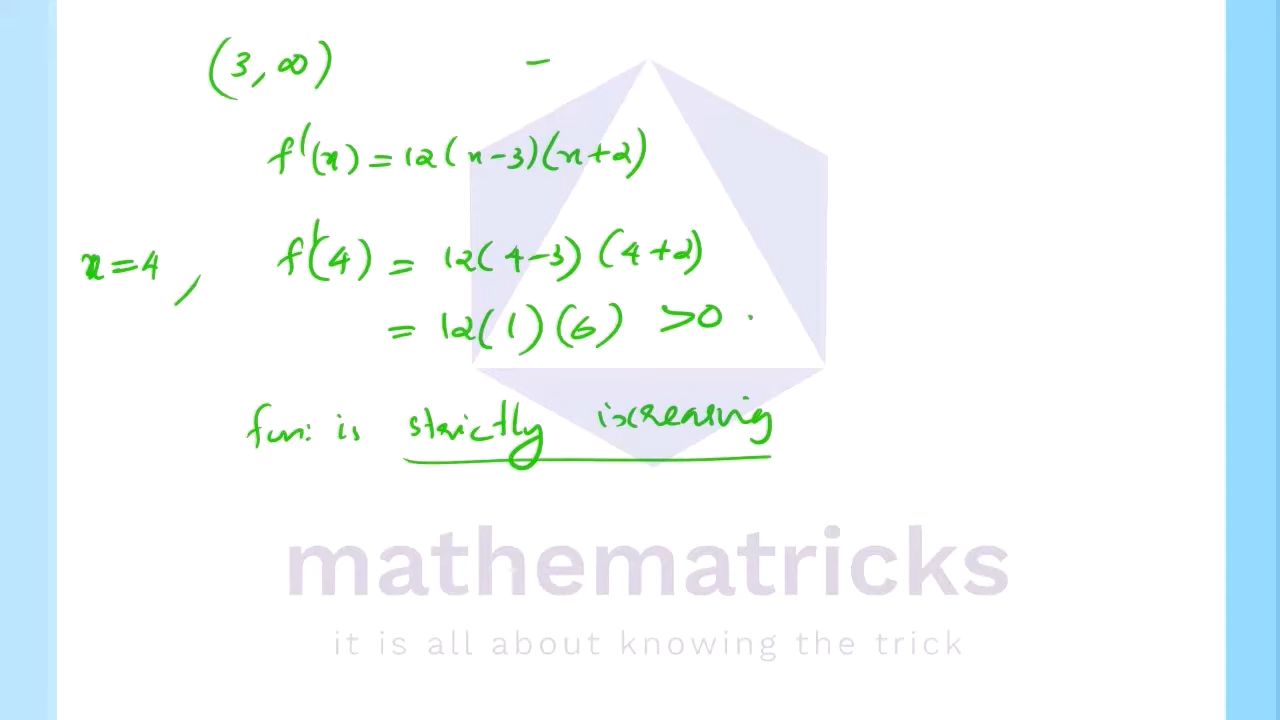 (3, ∞) –
f'(x) = 12(x-3)(x+2)
x=4, f'(4) = 12(4-3) (4+2)
= 12(1)(6) >0.
fun: is strictly increasing
mathematricks
it is all about knowing the trick